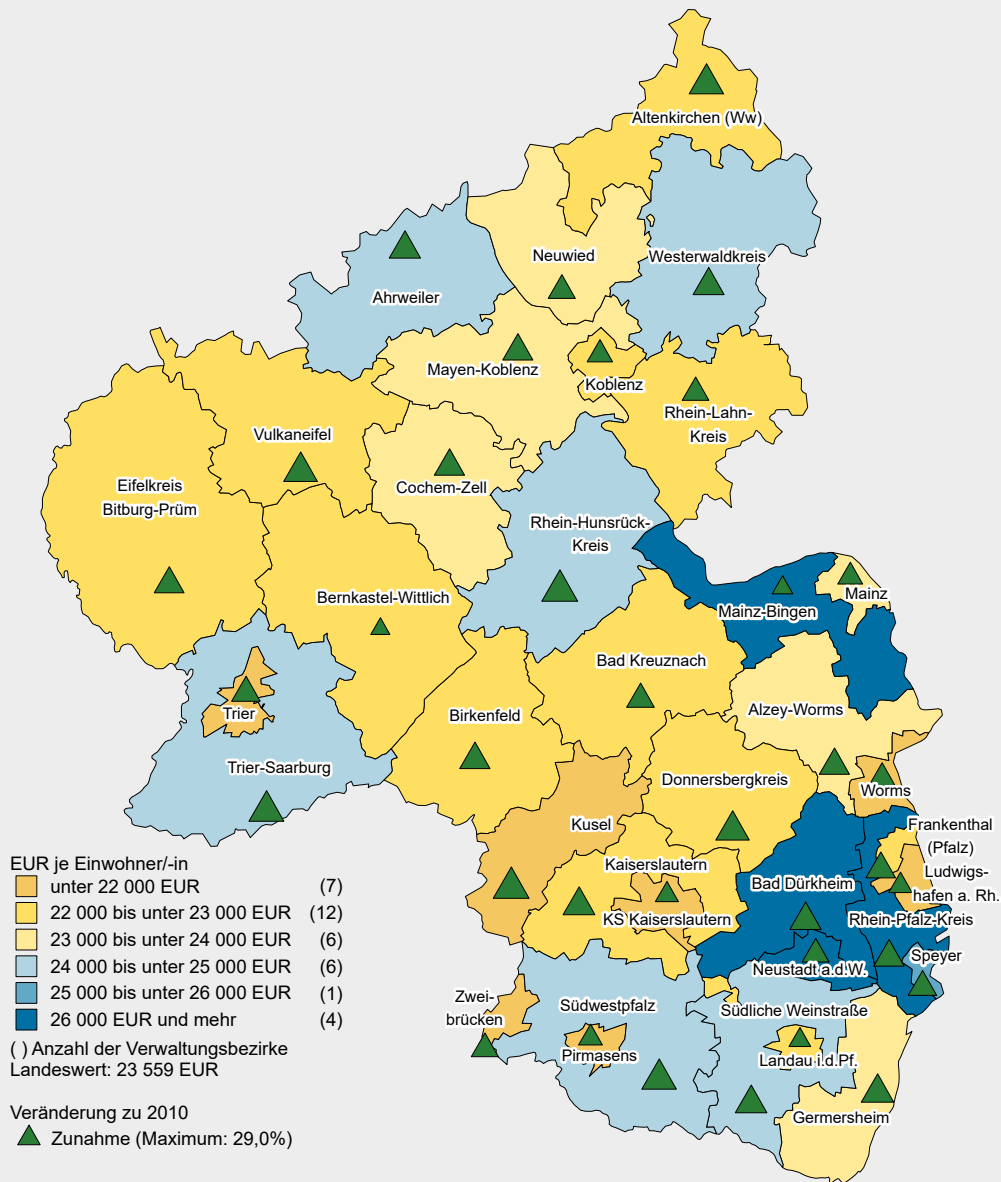 Altenkirchen (Ww)
Neuwied
Westerwaldkreis
Ahrweiler
Mayen-Koblenz
Koblenz
Rhein-Lahn-
Kreis
Vulkaneifel
Cochem-Zell
Eifelkreis
Bitburg-Prüm
Rhein-Hunsrück-
Kreis
Bernkastel-Wittlich
Mainz-Bingen
Mainz
Bad Kreuznach
Alzey-Worms
Birkenfeld
Trier
Trier-Saarburg
Donnersbergkreis
Worms
Kusel
Frankenthal
(Pfalz)
Kaiserslautern
Ludwigs-
hafen a. Rh.
Bad Dürkheim
KS Kaiserslautern
Rhein-Pfalz-Kreis
Speyer
Neustadt a.d.W.
Zwei-
brücken
Südwestpfalz
Südliche Weinstraße
Pirmasens
Landau i.d.Pf.
Germersheim
EUR je Einwohner/-in
unter 22 000 EUR (7)
22 000 bis unter 23 000 EUR (12)
23 000 bis unter 24 000 EUR (6)
24 000 bis unter 25 000 EUR (6)
25 000 bis unter 26 000 EUR (1)
26 000 EUR und mehr (4)
( ) Anzahl der Verwaltungsbezirke
Landeswert: 23 559 EUR
Veränderung zu 2010
Zunahme (Maximum: 29,0%)